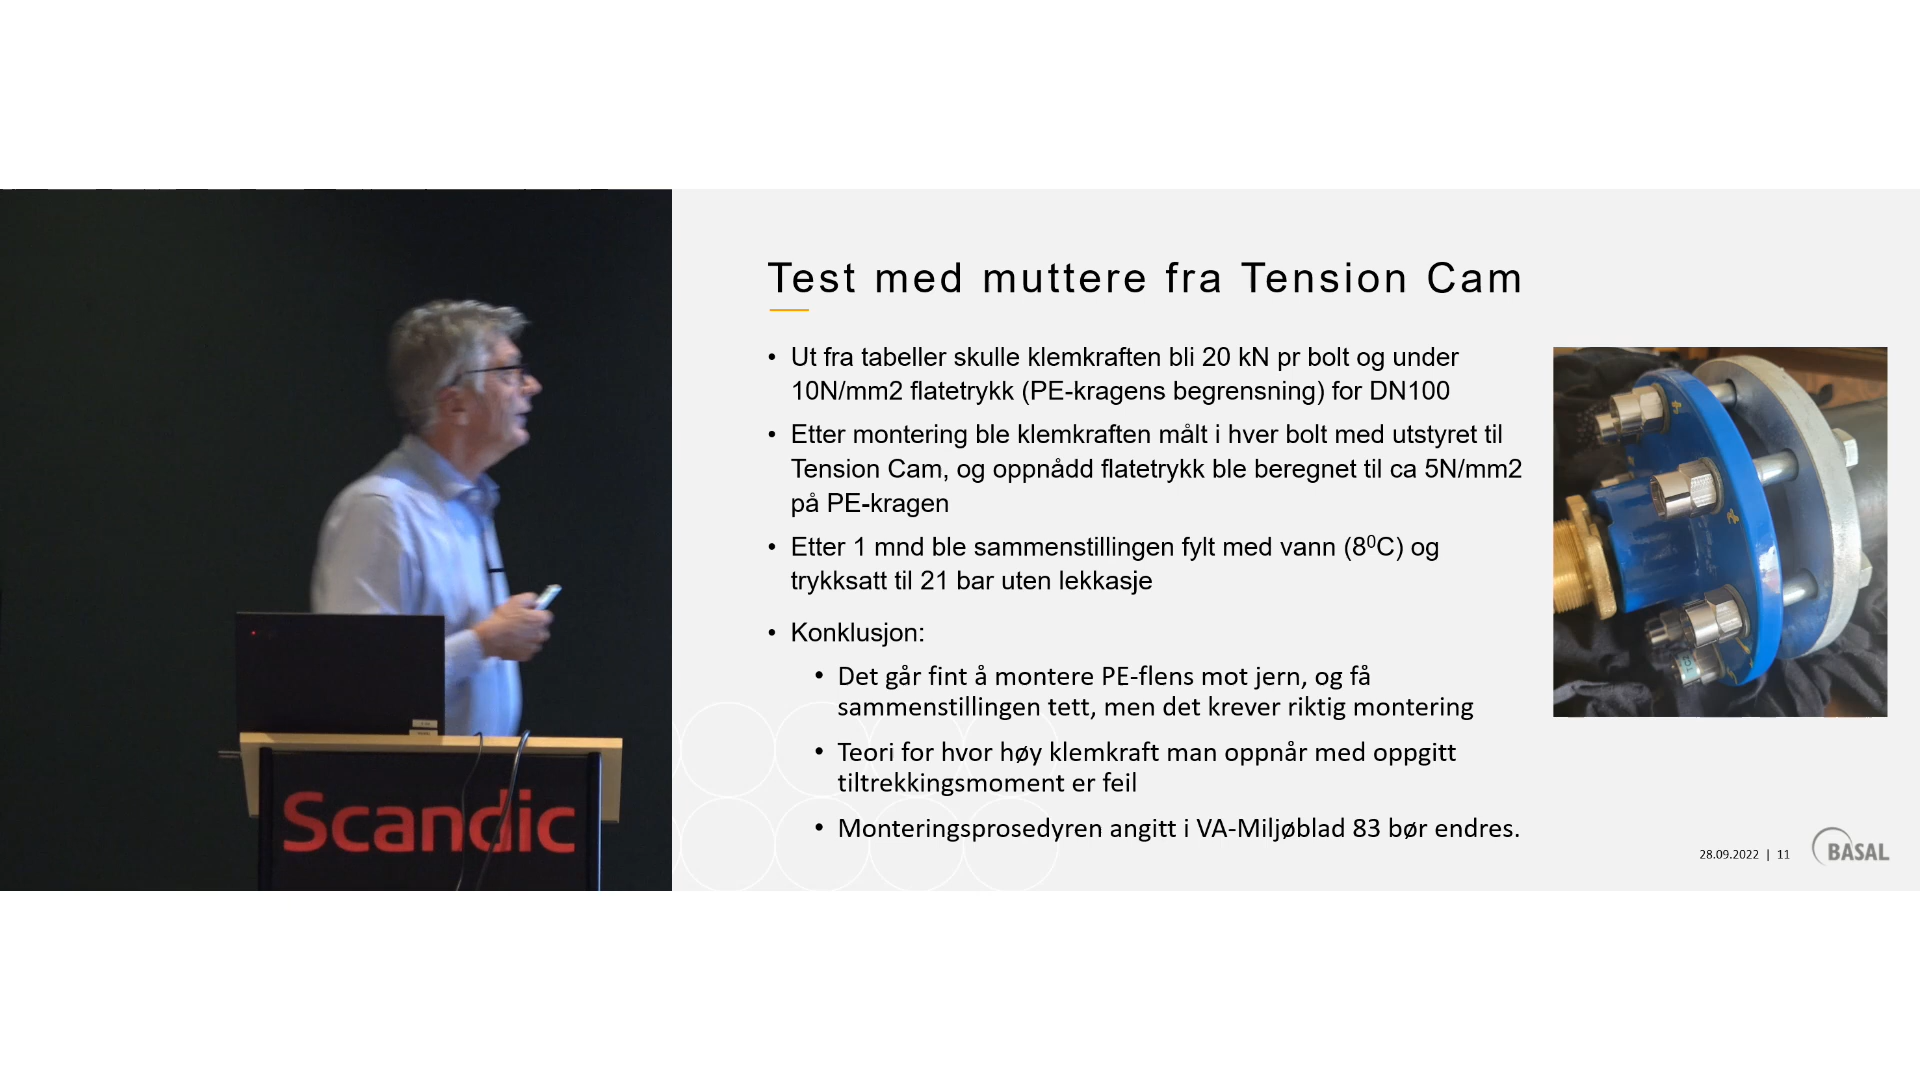 Test med muttere fra Tension Cam
• Ut fra tabeller skulle klemkraften bli 20 kN pr bolt og under
10N/mm2 flatetrykk (PE-kragens begrensning) for DN100
• Etter montering ble klemkraften målt i hver bolt med utstyret til
Tension Cam, og oppnådd flatetrykk ble beregnet til ca 5N/mm2
på PE-kragen
• Etter 1 mnd ble sammenstillingen fylt med vann (8⁰C) og
trykksatt til 21 bar uten lekkasje
• Konklusjon:
• Det går fint å montere PE-flens mot jern, og få
sammenstillingen tett, men det krever riktig montering
• Teori for hvor høy klemkraft man oppnår med oppgitt
tiltrekkingsmoment er feil
• Monteringsprosedyren angitt i VA-Miljøblad 83 bør endres.
28.09.2022 | 11
BASAL
Scandic